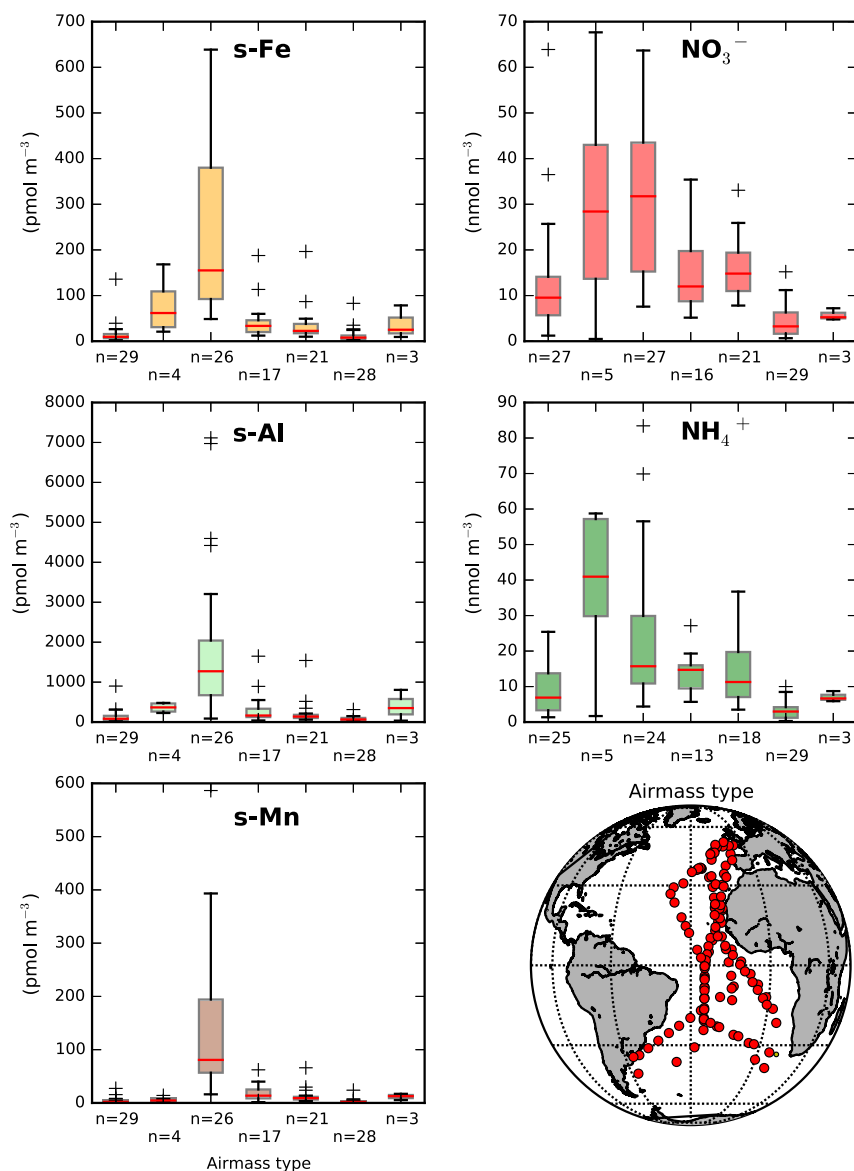 s-Fe
(pmol m⁻³)
700
600
500
400
300
200
100
0
n=29 n=26 n=21 n=3
n=4 n=17 n=28
NO₃⁻
(nmol m⁻³)
70
60
50
40
30
20
10
0
n=27 n=27 n=21 n=3
n=5 n=16 n=29
s-Al
(pmol m⁻³)
8000
7000
6000
5000
4000
3000
2000
1000
0
n=29 n=26 n=21 n=3
n=4 n=17 n=28
NH₄⁺
(nmol m⁻³)
90
80
70
60
50
40
30
20
10
0
n=25 n=24 n=18 n=3
n=5 n=13 n=29
s-Mn
(pmol m⁻³)
600
500
400
300
200
100
0
n=29 n=26 n=21 n=3
n=4 n=17 n=28
Airmass type
Airmass type